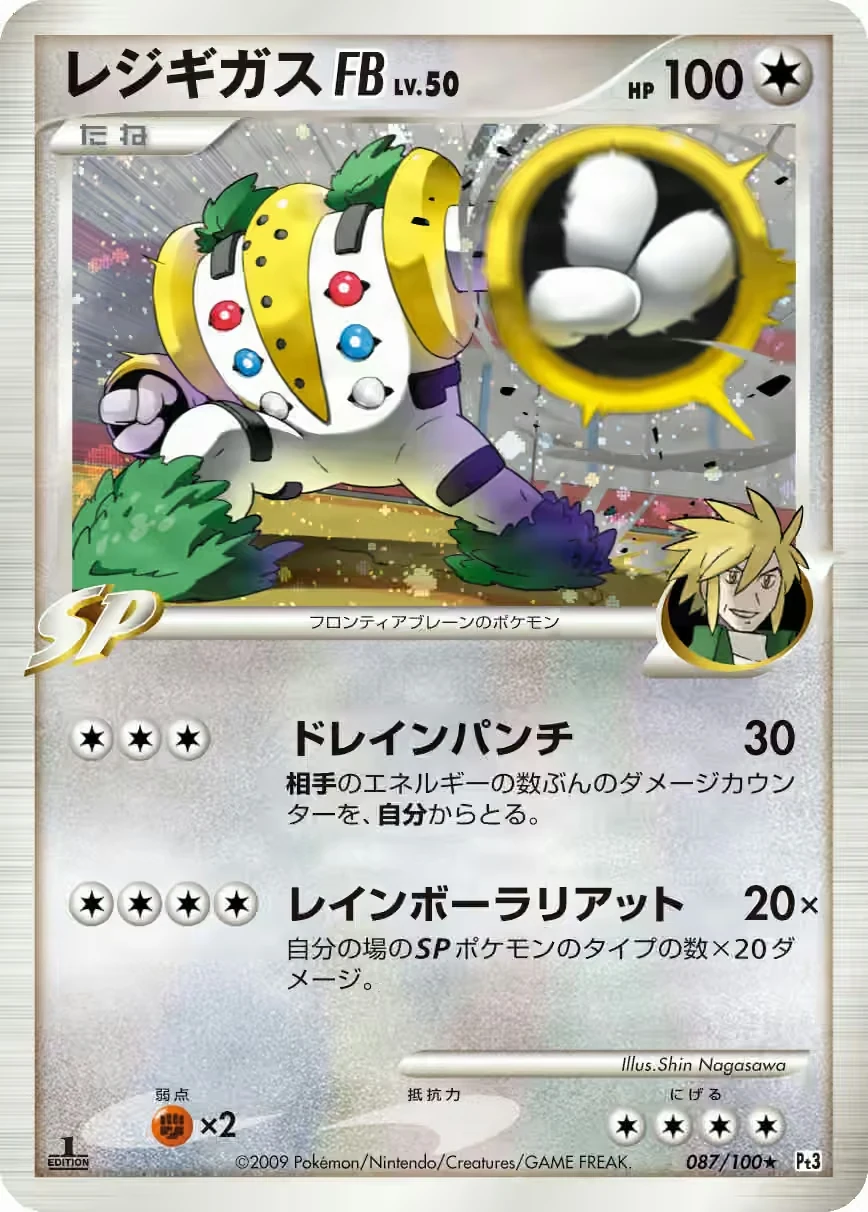 レジギガス FB LV.50 HP 100
たね
SP
フロンティアブレーンのポケモン
ドレインパンチ 30
相手のエネルギーの数ぶんのダメージカウン
ターを、自分からとる。
レインボーラリアット 20×
自分の場のSPポケモンのタイプの数×20ダ
メージ。
Illus.Shin Nagasawa
弱点 抵抗力 にげる
×2
1 EDITION ©2009 Pokémon/Nintendo/Creatures/GAME FREAK. 087/100★ Pt3